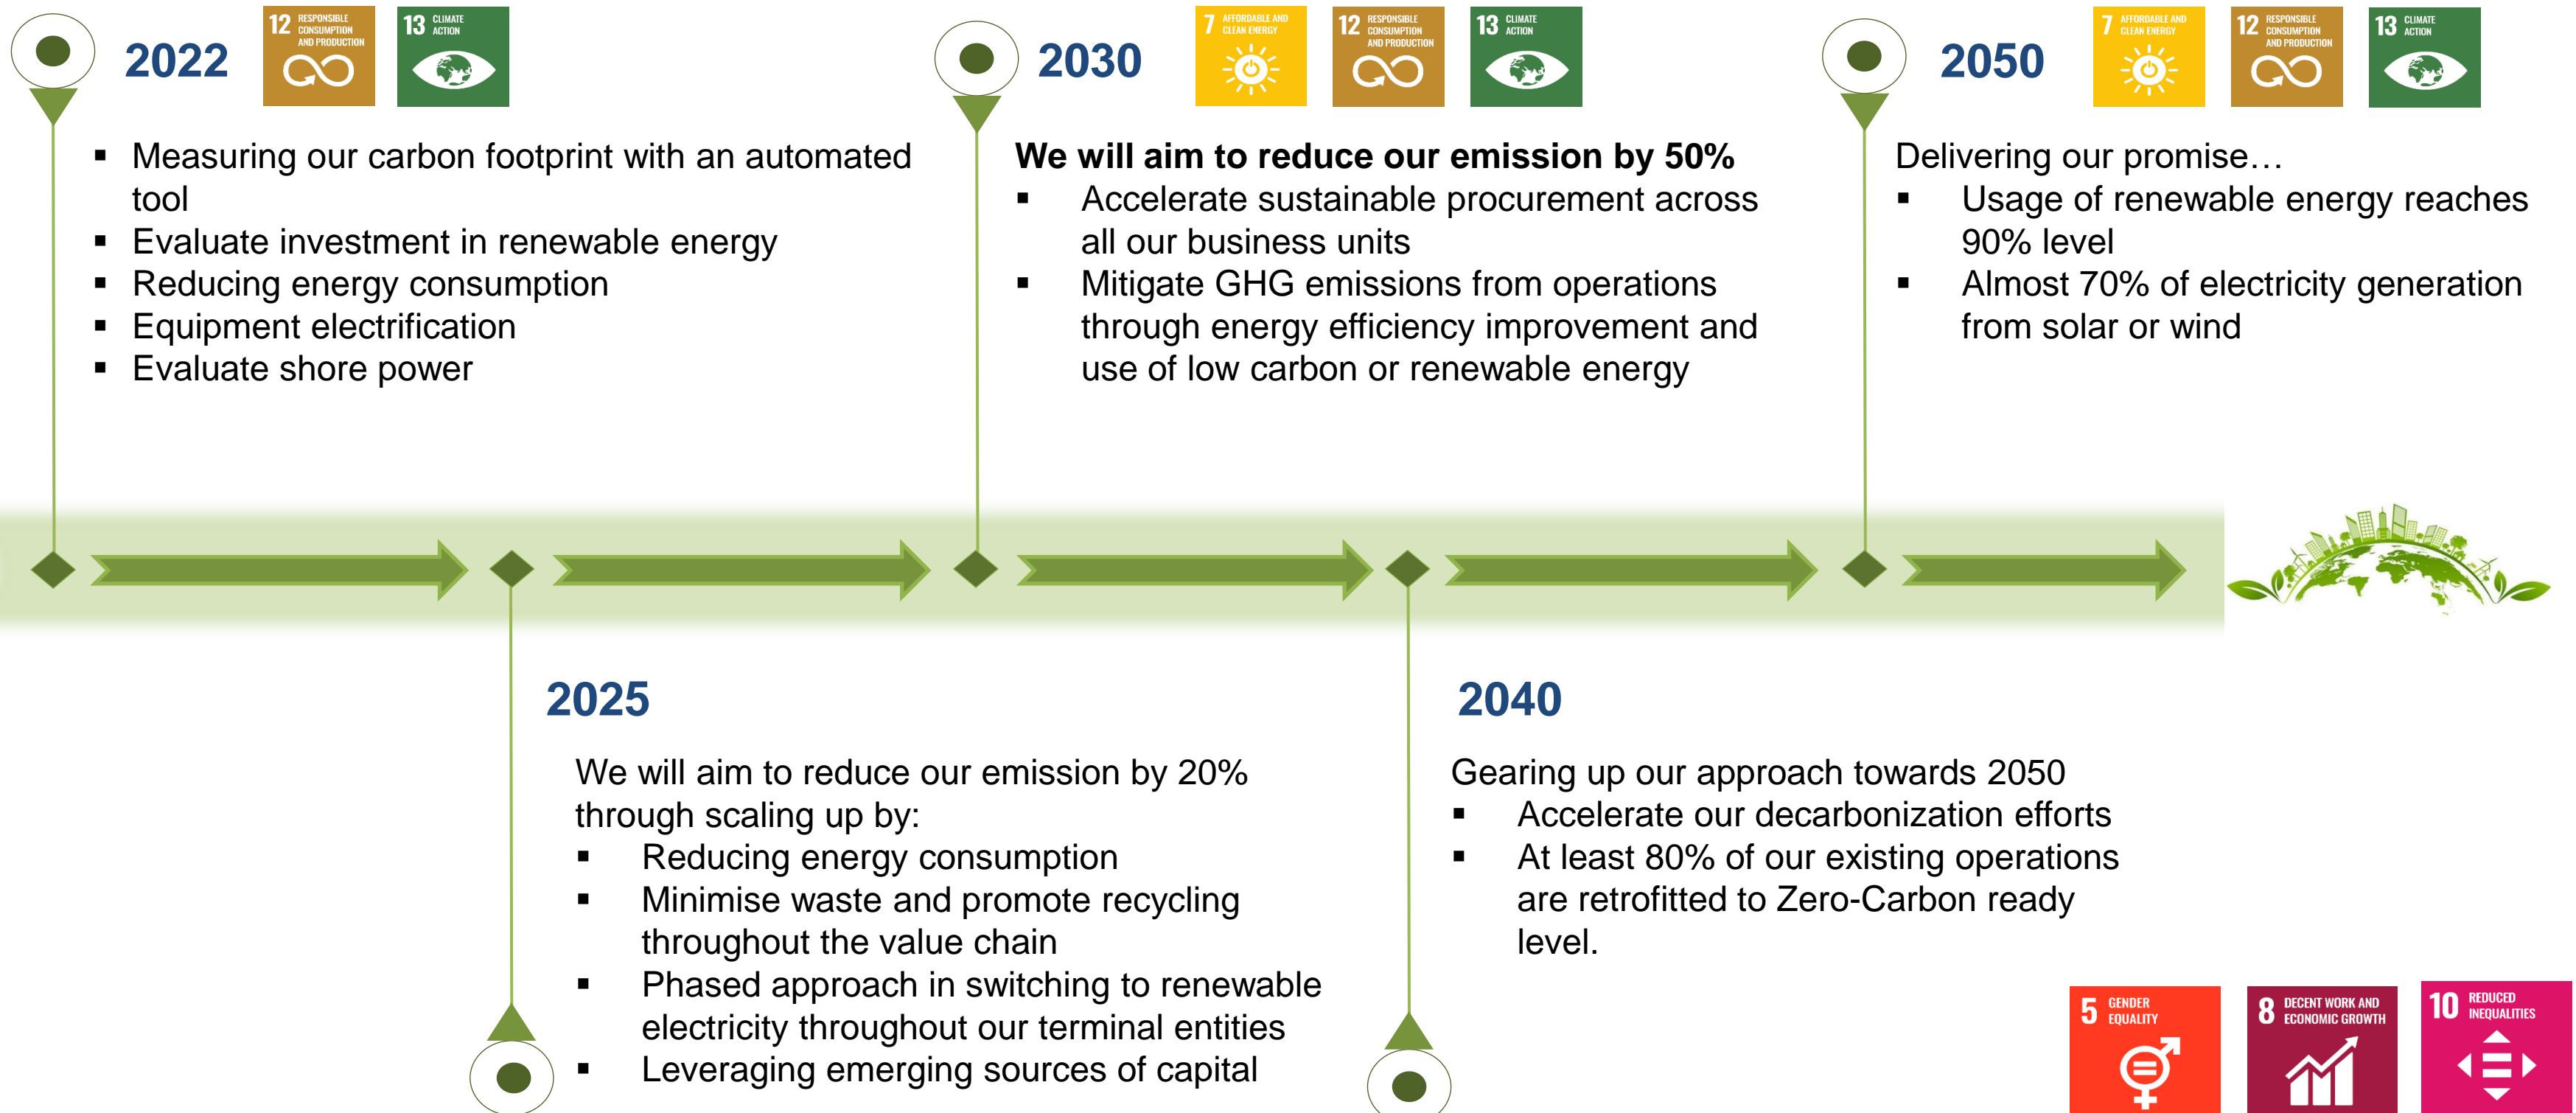 2022
12 RESPONSIBLE
CONSUMPTION
AND PRODUCTION
13 CLIMATE
ACTION
▪ Measuring our carbon footprint with an automated
tool
▪ Evaluate investment in renewable energy
▪ Reducing energy consumption
▪ Equipment electrification
▪ Evaluate shore power
2025
We will aim to reduce our emission by 20%
through scaling up by:
▪ Reducing energy consumption
▪ Minimise waste and promote recycling
throughout the value chain
▪ Phased approach in switching to renewable
electricity throughout our terminal entities
▪ Leveraging emerging sources of capital
2030
7 AFFORDABLE AND
CLEAN ENERGY
12 RESPONSIBLE
CONSUMPTION
AND PRODUCTION
13 CLIMATE
ACTION
We will aim to reduce our emission by 50%
▪ Accelerate sustainable procurement across
all our business units
▪ Mitigate GHG emissions from operations
through energy efficiency improvement and
use of low carbon or renewable energy
2040
Gearing up our approach towards 2050
▪ Accelerate our decarbonization efforts
▪ At least 80% of our existing operations
are retrofitted to Zero-Carbon ready
level.
2050
7 AFFORDABLE AND
CLEAN ENERGY
12 RESPONSIBLE
CONSUMPTION
AND PRODUCTION
13 CLIMATE
ACTION
Delivering our promise…
▪ Usage of renewable energy reaches
90% level
▪ Almost 70% of electricity generation
from solar or wind
5 GENDER
EQUALITY
8 DECENT WORK AND
ECONOMIC GROWTH
10 REDUCED
INEQUALITIES